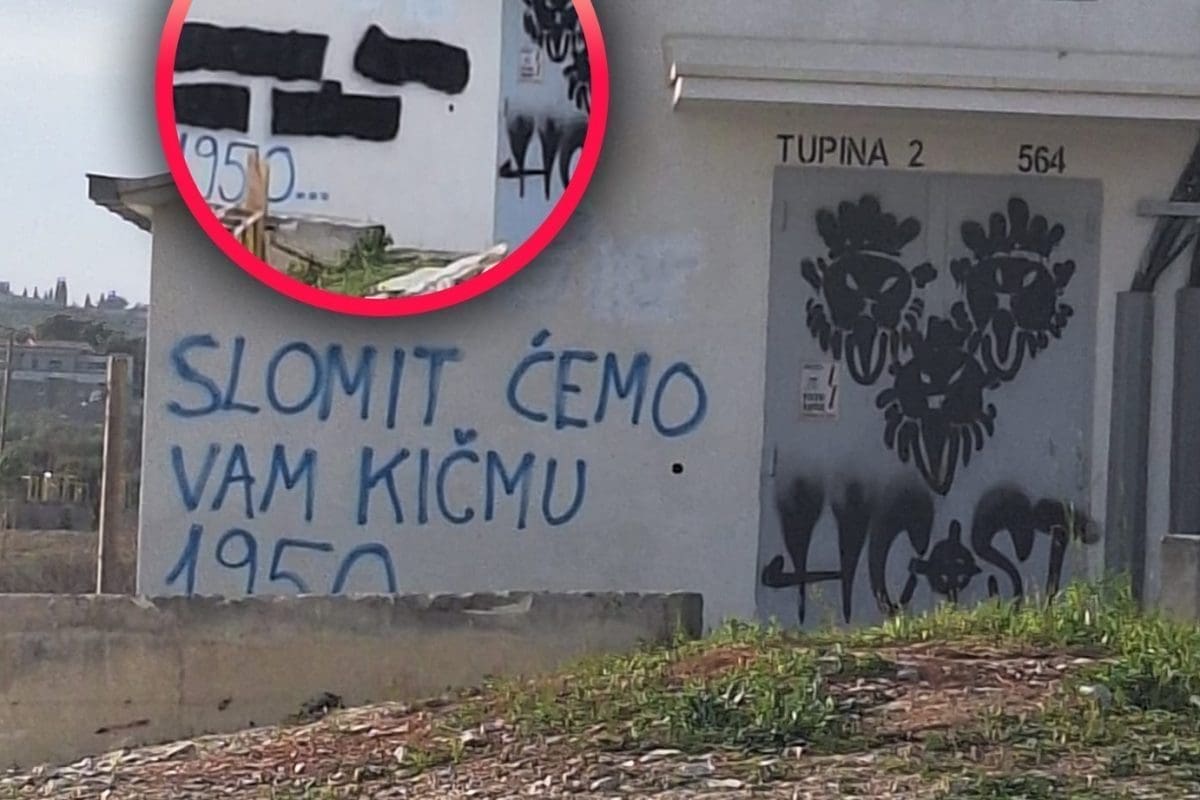 1950...
TUPINA 2 564
SLOMIT ĆEMO
VAM KIČMU
1950